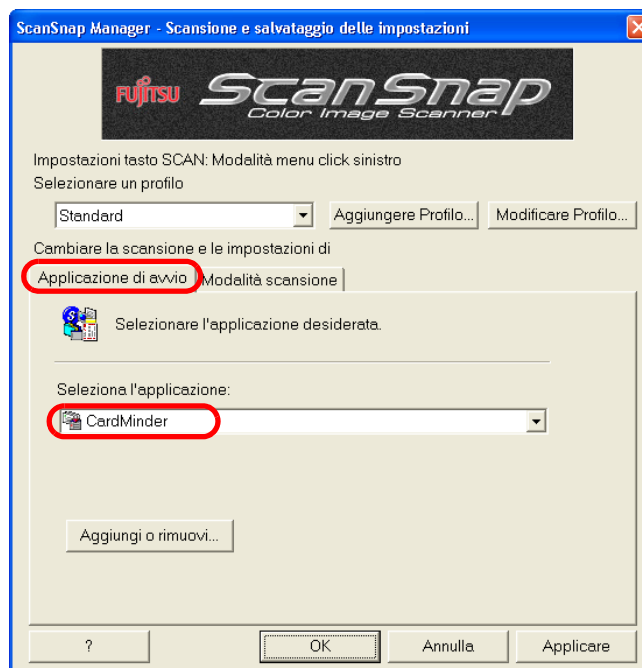 ScanSnap Manager - Scansione e salvataggio delle impostazioni
FUJITSU ScanSnap
Color Image Scanner
Impostazioni tasto SCAN: Modalità menu click sinistro
Selezionare un profilo
Standard Aggiungere Profilo... Modificare Profilo...
Cambiare la scansione e le impostazioni di
Applicazione di avvio Modalità scansione
Selezionare l'applicazione desiderata.
Seleziona l'applicazione:
CardMinder
Aggiungi o rimuovi...
? OK Annulla Applicare